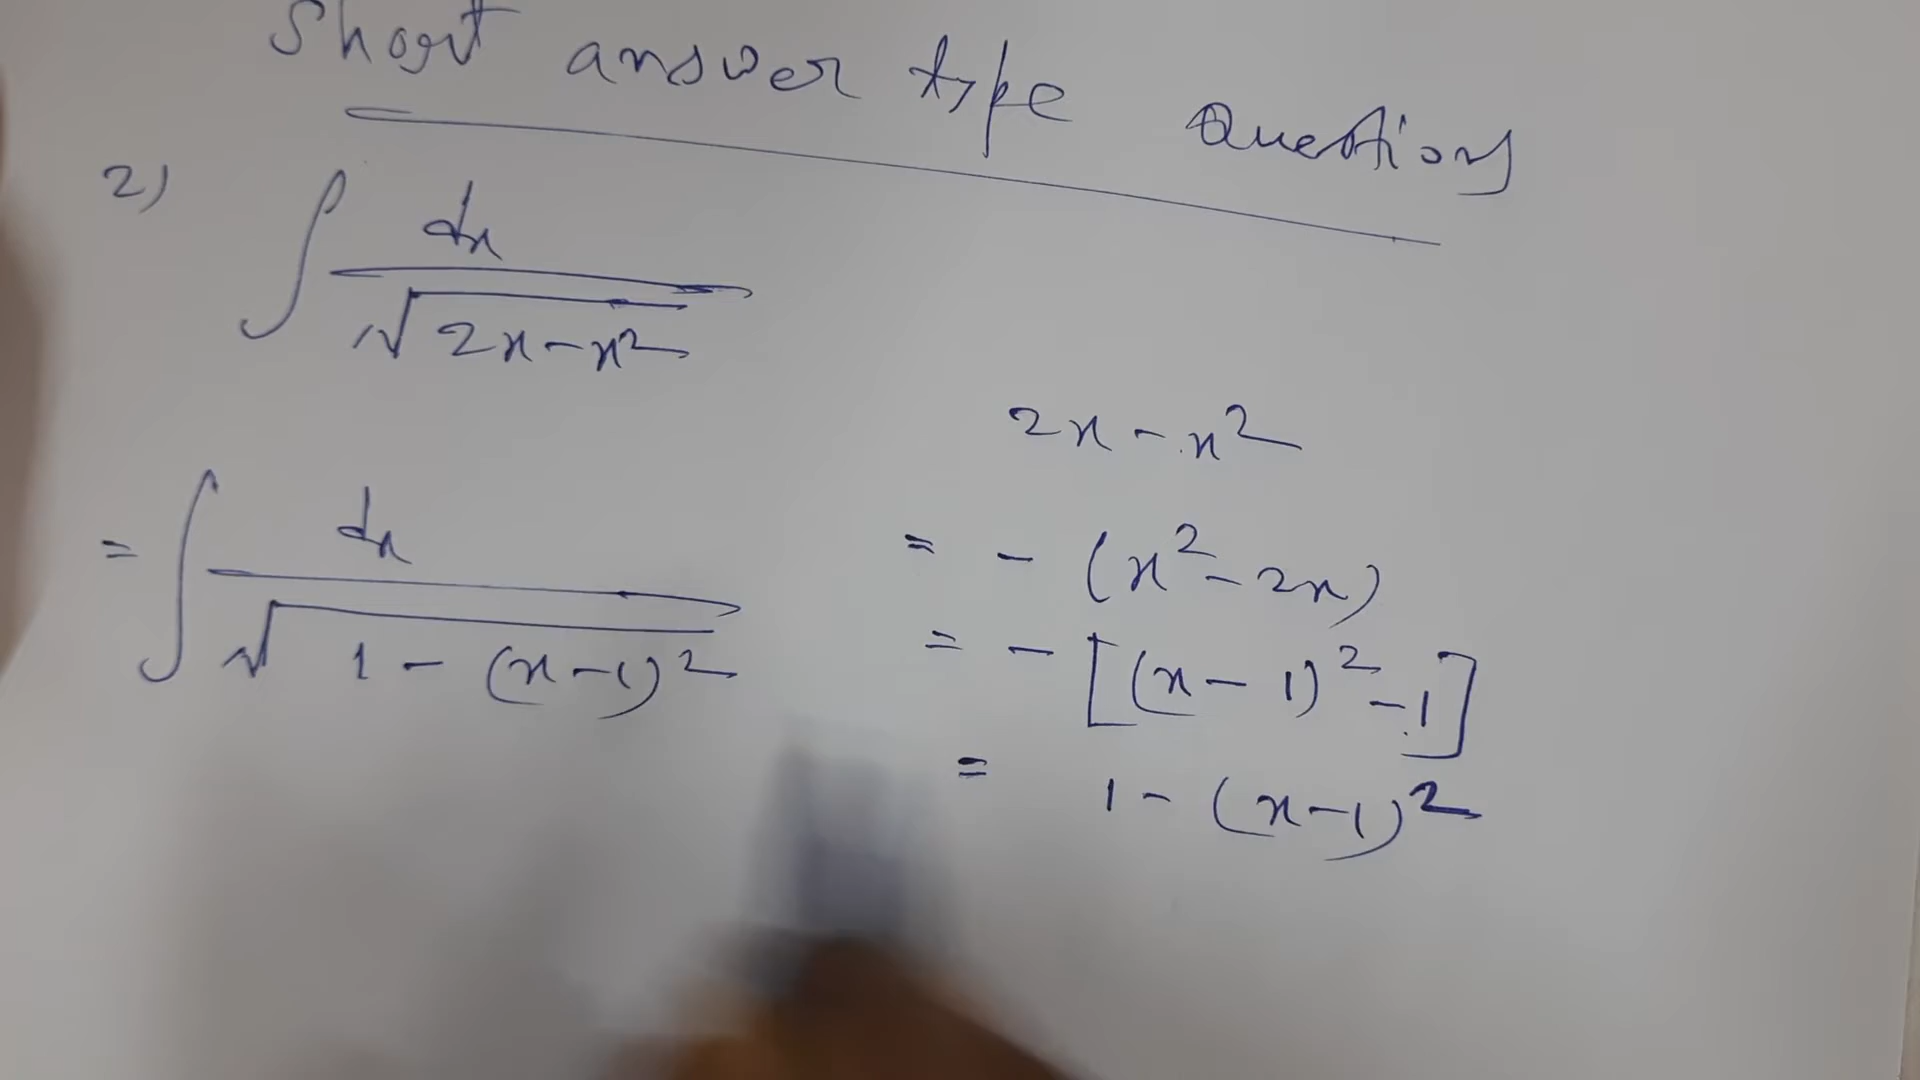 Short answer type Questions
2) ∫ dx / √(2x-x²)
= ∫ dx / √(1-(x-1)²)
2x-x²
= -(x²-2x)
= -[(x-1)²-1]
= 1-(x-1)²